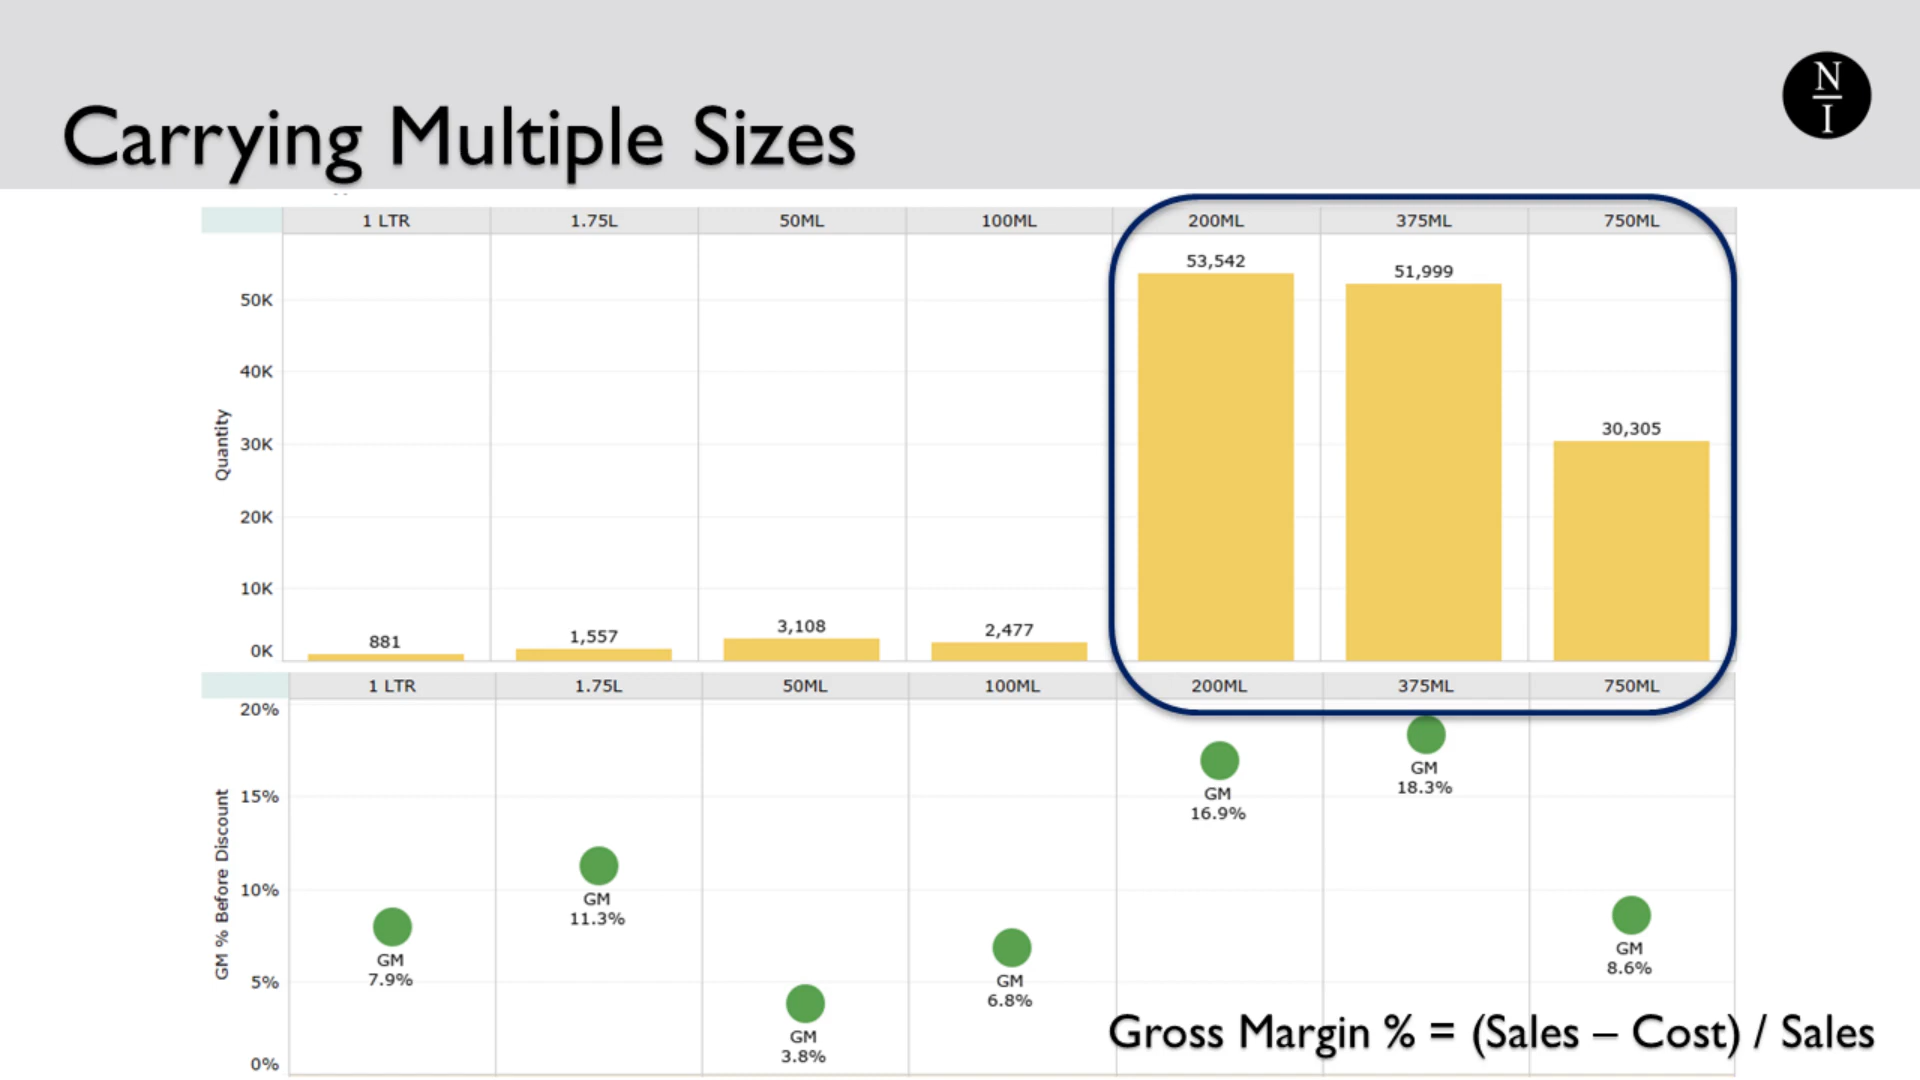 Carrying Multiple Sizes
N
I
1 LTR 1.75L 50ML 100ML 200ML 375ML 750ML
53,542
51,999
50K
40K
30,305
Quantity
30K
20K
10K
3,108
2,477
1,557
881
0K
1 LTR 1.75L 50ML 100ML 200ML 375ML 750ML
20%
GM
18.3%
GM
16.9%
15%
GM % Before Discount
10%
GM
11.3%
GM
7.9%
GM
8.6%
5%
GM
6.8%
GM
3.8%
0%
Gross Margin % = (Sales – Cost) / Sales